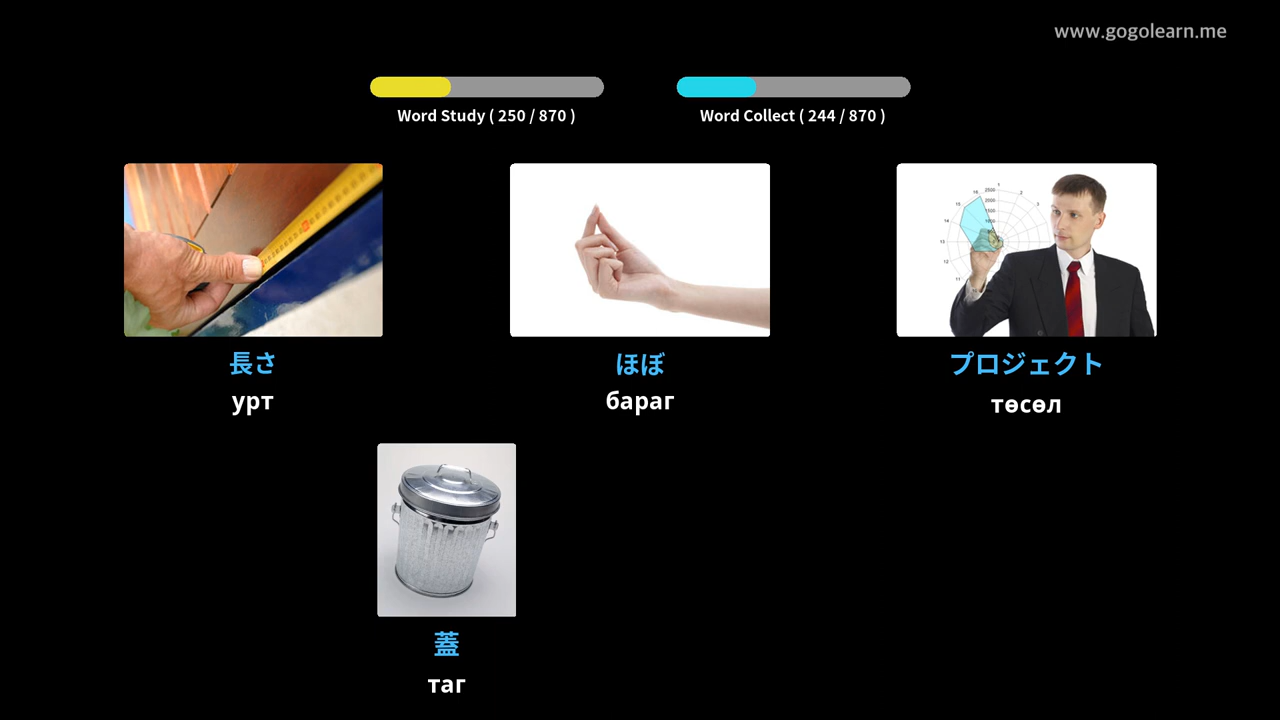 www.gogolearn.me
Word Study ( 250 / 870 )
Word Collect ( 244 / 870 )
長さ
урт
ほぼ
бараг
プロジェクト
төсөл
蓋
таг